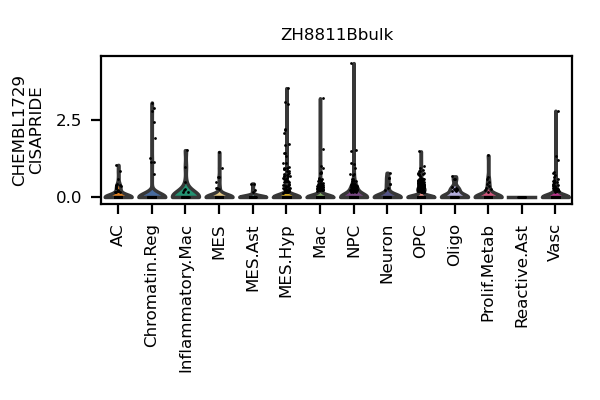 ZH8811Bbulk
CHEMBL1729
CISAPRIDE
2.5
0.0
AC
Chromatin.Reg
Inflammatory.Mac
MES
MES.Ast
MES.Hyp
Mac
NPC
Neuron
OPC
Oligo
Prolif.Metab
Reactive.Ast
Vasc